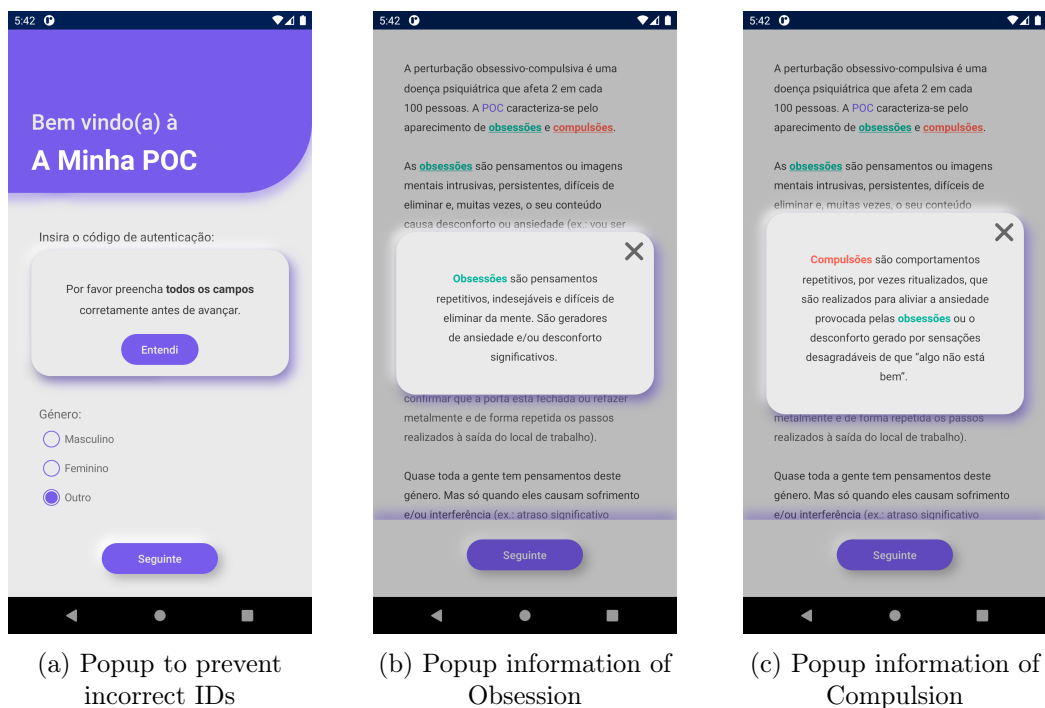 5:42
Bem vindo(a) à
A Minha POC
Insira o código de autenticação:
Por favor preencha todos os campos
corretamente antes de avançar.
Entendi
Género:
Masculino
Feminino
Outro
Seguinte
(a) Popup to prevent
incorrect IDs
5:42
A perturbação obsessivo-compulsiva é uma
doença psiquiátrica que afeta 2 em cada
100 pessoas. A POC caracteriza-se pelo
aparecimento de obsessões e compulsões.
As obsessões são pensamentos ou imagens
mentais intrusivas, persistentes, difíceis de
eliminar e, muitas vezes, o seu conteúdo
causa desconforto ou ansiedade (ex.: vou ser
Obsessões são pensamentos
repetitivos, indesejáveis e difíceis de
eliminar da mente. São geradores
de ansiedade e/ou desconforto
significativos.
confirmar que a porta está fechada ou refazer
metalmente e de forma repetida os passos
realizados à saída do local de trabalho).
Quase toda a gente tem pensamentos deste
género. Mas só quando eles causam sofrimento
e/ou interferência (ex.: atraso significativo
Seguinte
(b) Popup information of
Obsession
5:42
A perturbação obsessivo-compulsiva é uma
doença psiquiátrica que afeta 2 em cada
100 pessoas. A POC caracteriza-se pelo
aparecimento de obsessões e compulsões.
As obsessões são pensamentos ou imagens
mentais intrusivas, persistentes, difíceis de
eliminar e, muitas vezes, o seu conteúdo
Compulsões são comportamentos
repetitivos, por vezes ritualizados, que
são realizados para aliviar a ansiedade
provocada pelas obsessões ou o
desconforto gerado por sensações
desagradáveis de que “algo não está
bem”.
metalmente e de forma repetida os passos
realizados à saída do local de trabalho).
Quase toda a gente tem pensamentos deste
género. Mas só quando eles causam sofrimento
e/ou interferência (ex.: atraso significativo
Seguinte
(c) Popup information of
Compulsion